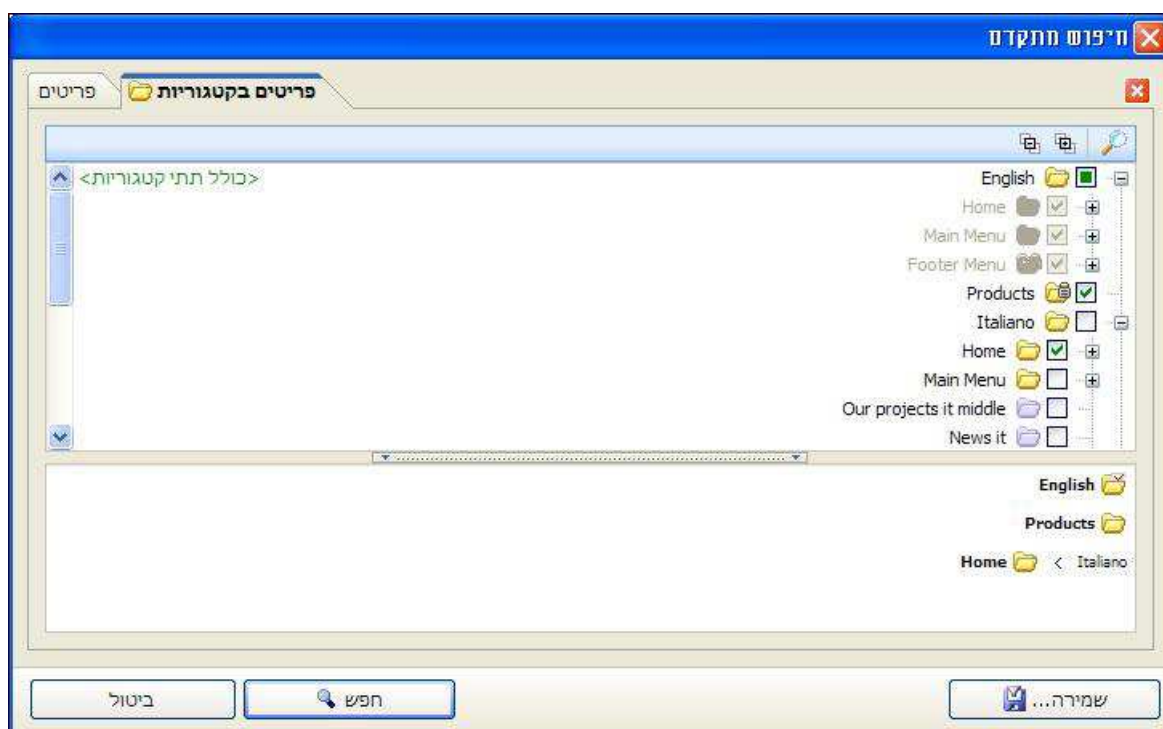 חיפוש מתקדם
פריטים בקטגוריות
פריטים
English <כולל תתי קטגוריות>
Home
Main Menu
Footer Menu
Products
Italiano
Home
Main Menu
Our projects it middle
News it
English
Products
Italiano > Home
שמירה...
חפש
ביטול